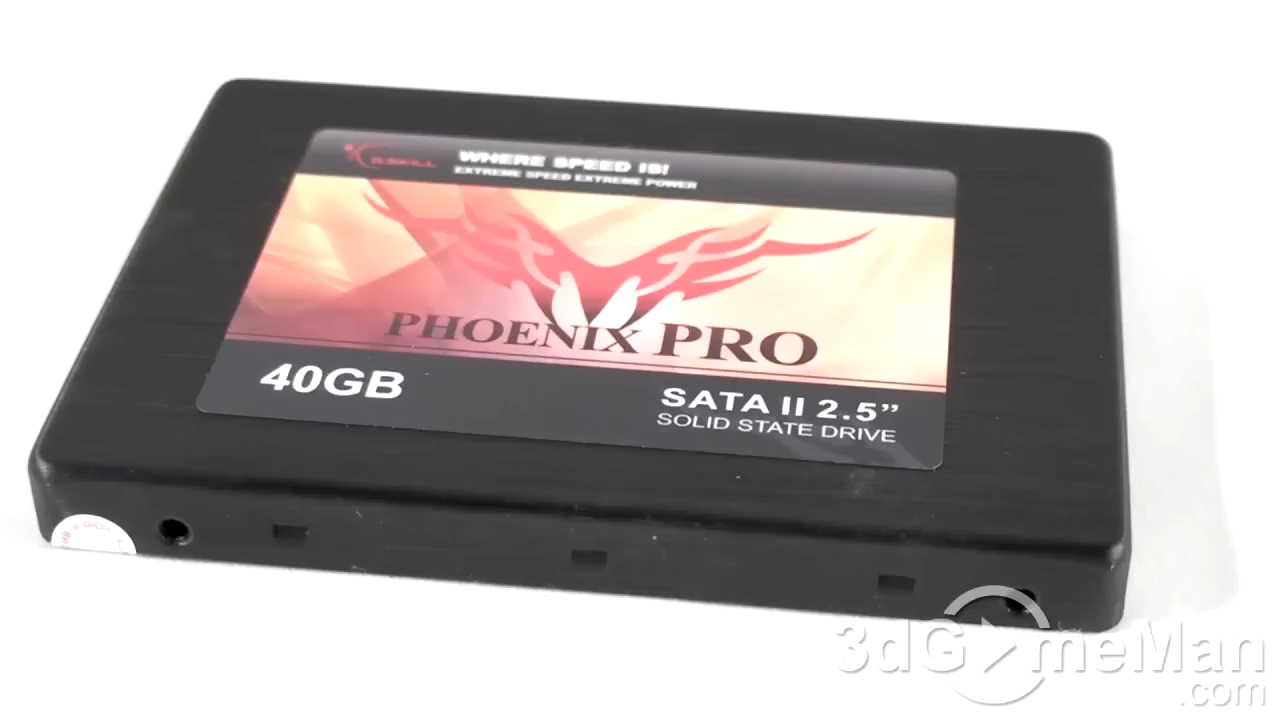 G.SKILL
WHERE SPEED IS!
EXTREME SPEED EXTREME POWER
PHOENIX PRO
40GB
SATA II 2.5”
SOLID STATE DRIVE
3dGameMan
.com